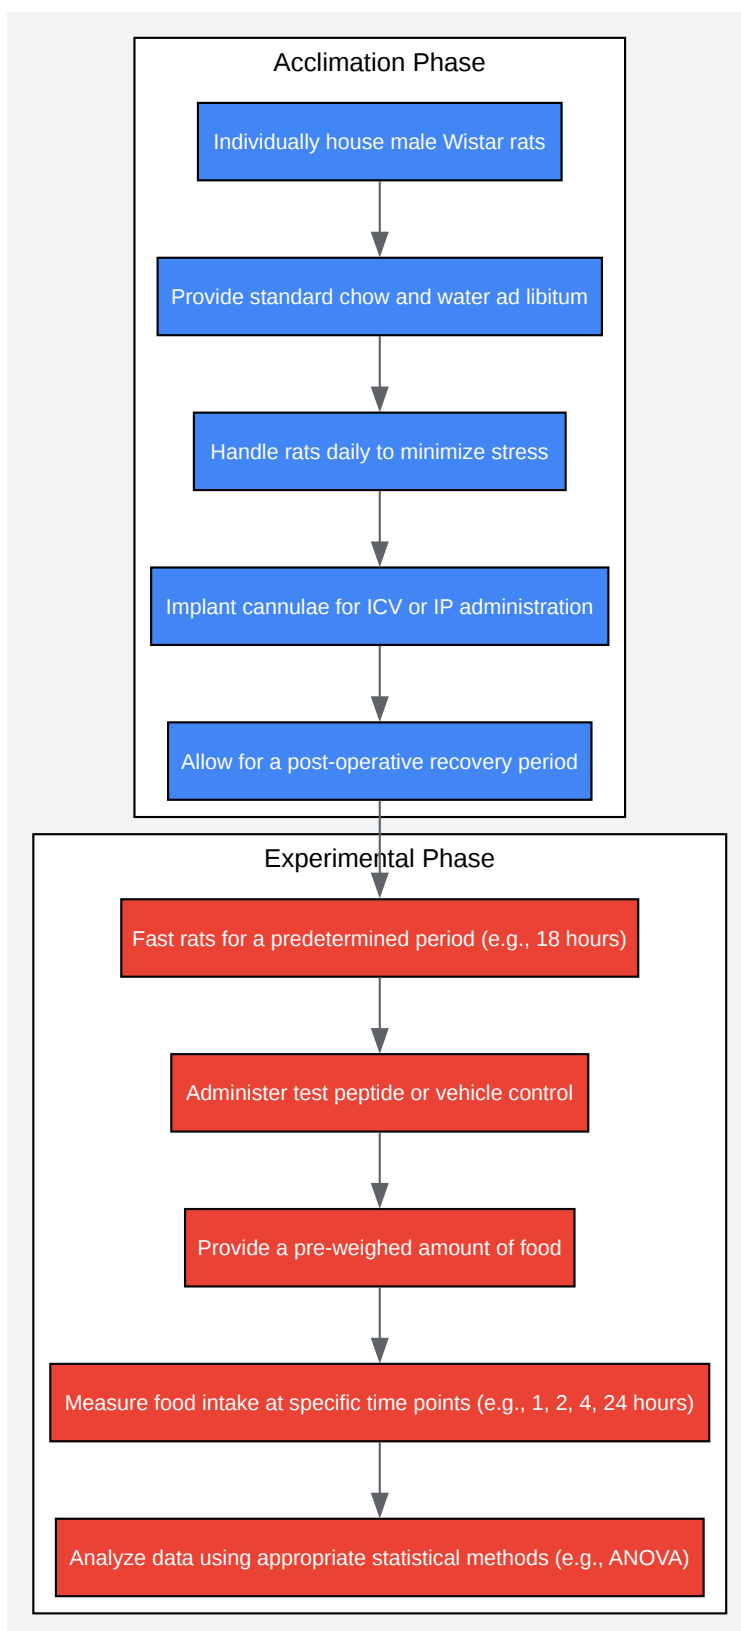 Acclimation Phase
Individually house male Wistar rats
Provide standard chow and water ad libitum
Handle rats daily to minimize stress
Implant cannulae for ICV or IP administration
Allow for a post-operative recovery period
Experimental Phase
Fast rats for a predetermined period (e.g., 18 hours)
Administer test peptide or vehicle control
Provide a pre-weighed amount of food
Measure food intake at specific time points (e.g., 1, 2, 4, 24 hours)
Analyze data using appropriate statistical methods (e.g., ANOVA)